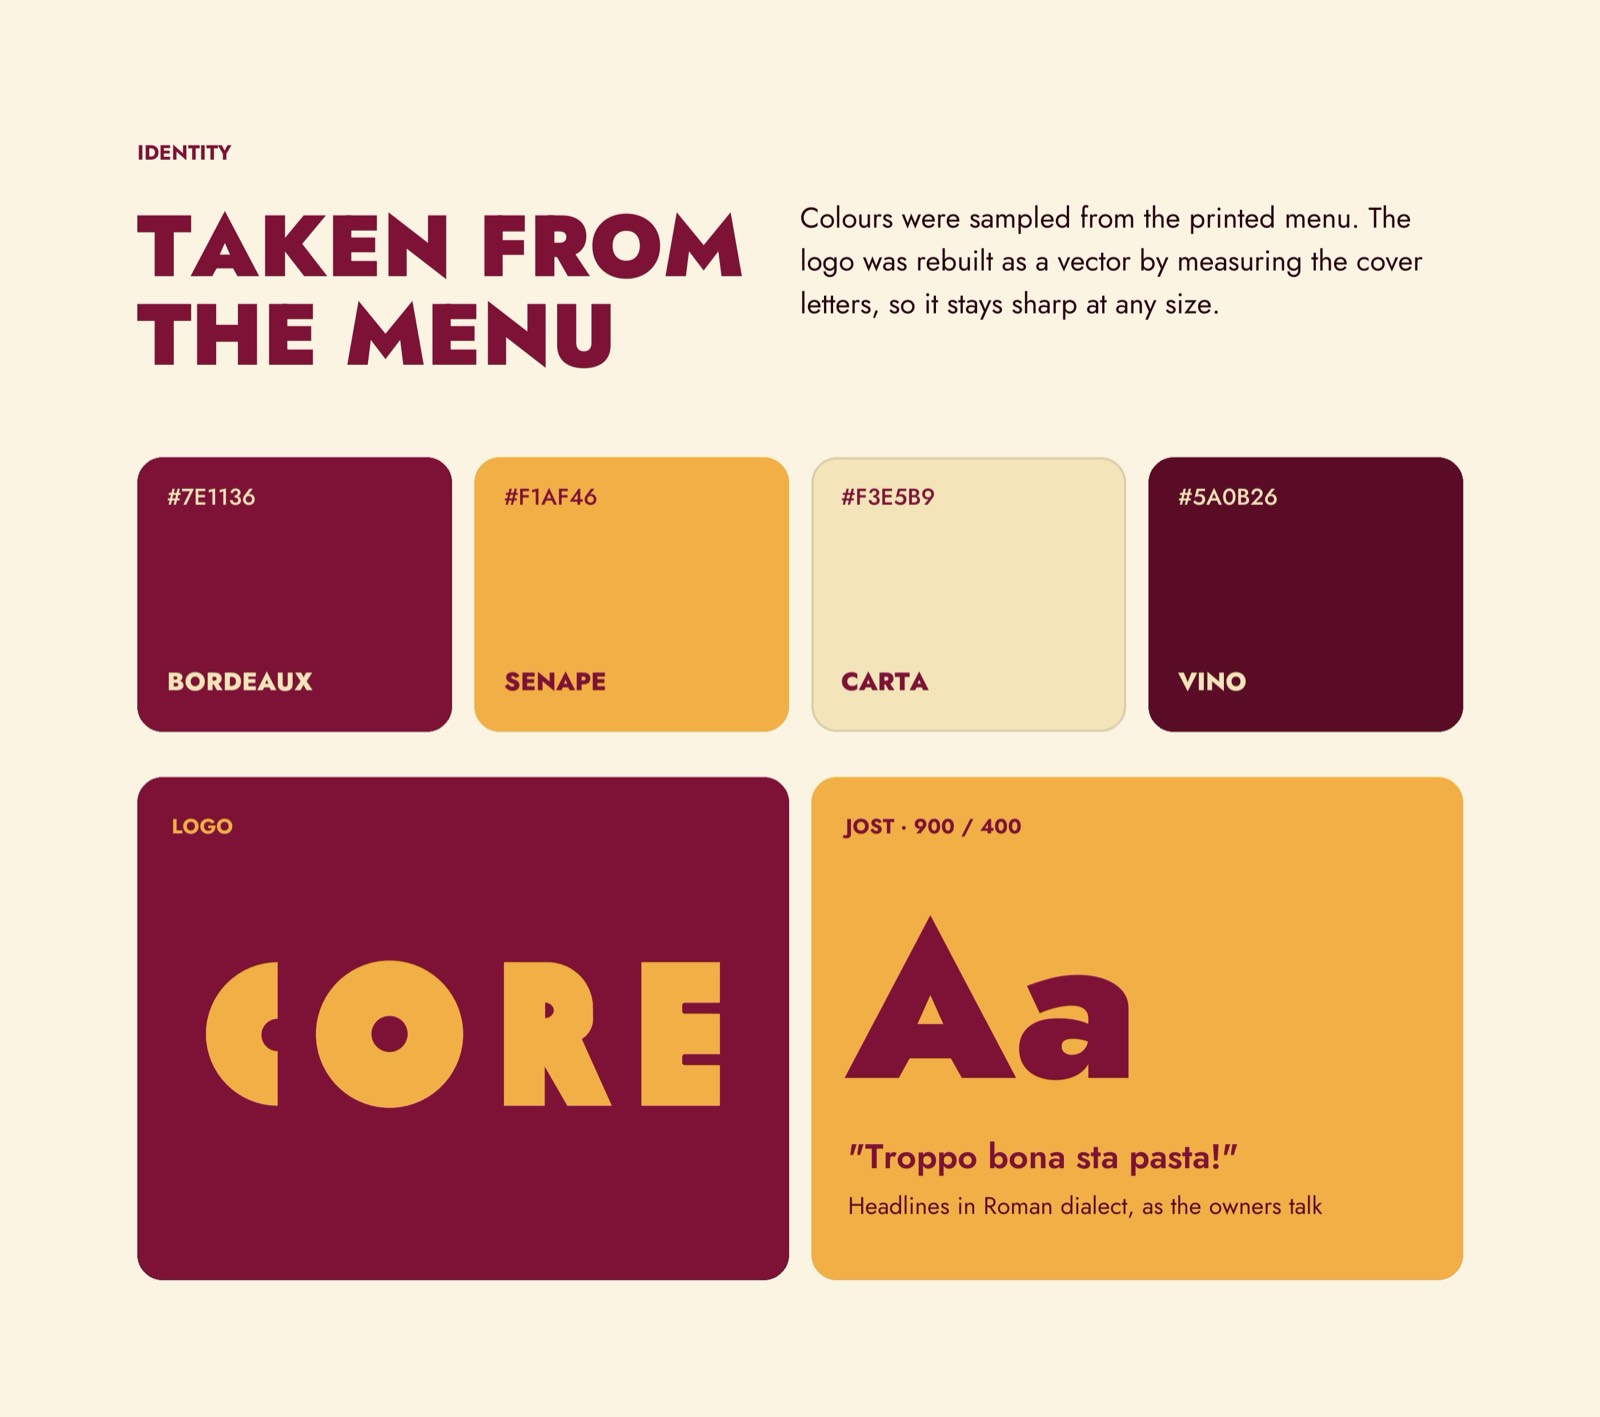 IDENTITY
TAKEN FROM
THE MENU
Colours were sampled from the printed menu. The
logo was rebuilt as a vector by measuring the cover
letters, so it stays sharp at any size.
#7E1136
BORDEAUX
#F1AF46
SENAPE
#F3E5B9
CARTA
#5A0B26
VINO
LOGO
CORE
JOST · 900 / 400
Aa
"Troppo bona sta pasta!"
Headlines in Roman dialect, as the owners talk